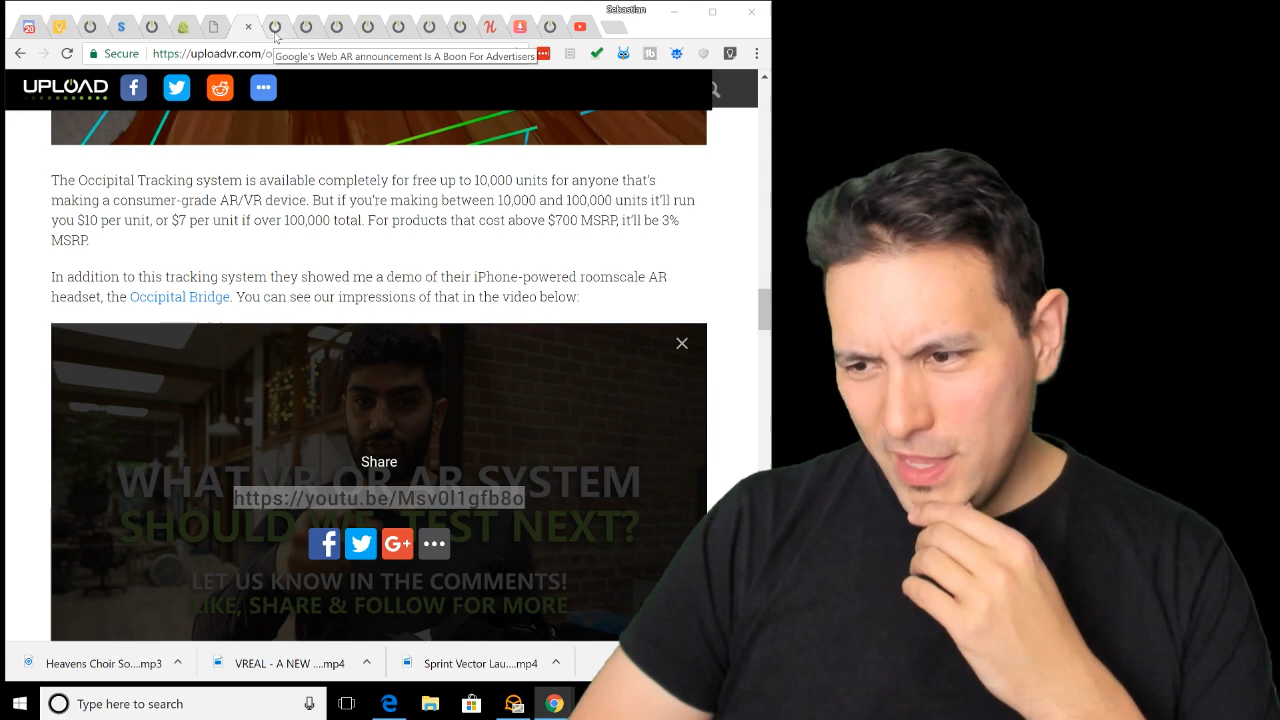 Sebastian
20
S
H
Secure
https://uploadvr.com/o
Google's Web AR announcement Is A Boon For Advertisers
UPLOAD
The Occipital Tracking system is available completely for free up to 10,000 units for anyone that's
making a consumer-grade AR/VR device. But if you're making between 10,000 and 100,000 units it'll run
you $10 per unit, or $7 per unit if over 100,000 total. For products that cost above $700 MSRP, it'll be 3%
MSRP.
In addition to this tracking system they showed me a demo of their iPhone-powered roomscale AR
headset, the Occipital Bridge. You can see our impressions of that in the video below:
Share
WHAT VR OR AR SYSTEM
https://youtu.be/Msv0l1gfb8o
SHOULD WE TEST NEXT?
f
G+
LET US KNOW IN THE COMMENTS!
LIKE, SHARE & FOLLOW FOR MORE
Heavens Choir So....mp3
VREAL - A NEW ....mp4
Sprint Vector Lau....mp4
Type here to search